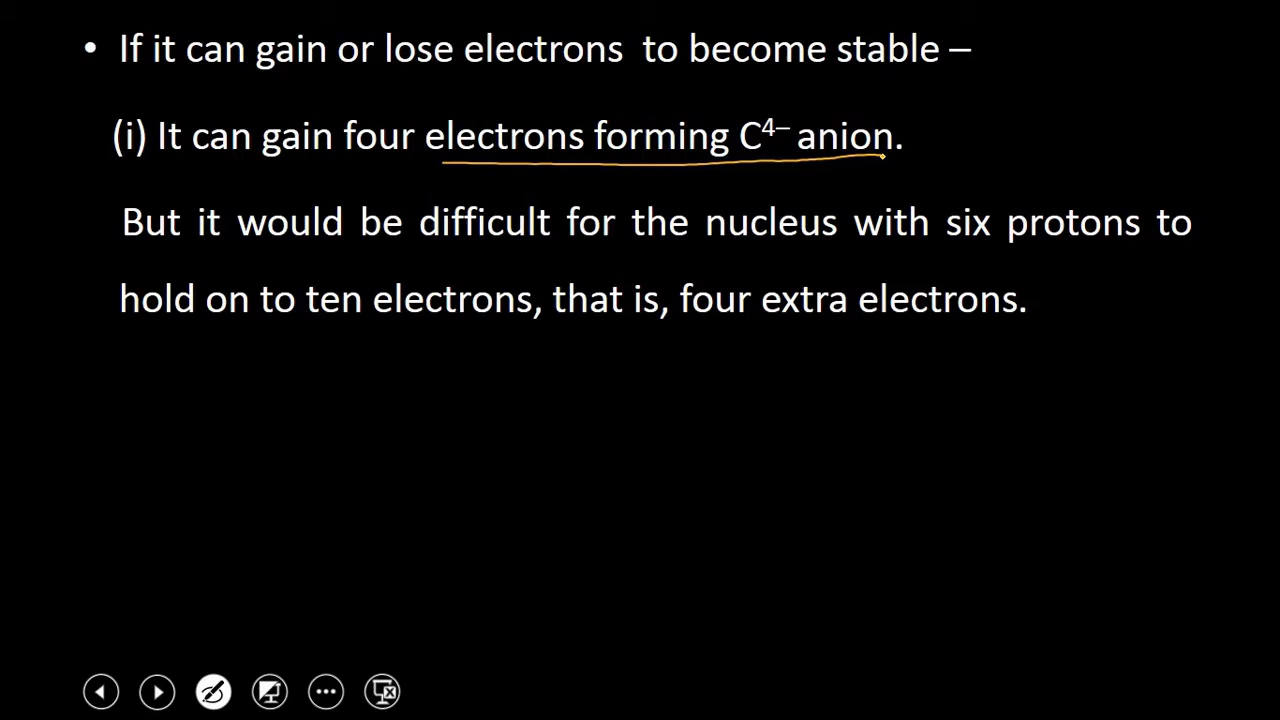 • If it can gain or lose electrons to become stable –
(i) It can gain four electrons forming C⁴⁻ anion.
But it would be difficult for the nucleus with six protons to
hold on to ten electrons, that is, four extra electrons.